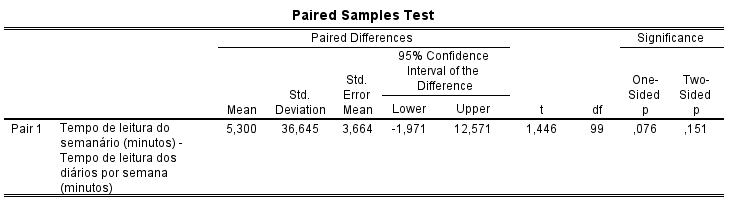 Paired Samples Test
Paired Differences
Significance
95% Confidence
Interval of the
Difference
Mean
Std.
Deviation
Std.
Error
Mean
Lower
Upper
t
df
One-
Sided
p
Two-
Sided
p
Pair 1
Tempo de leitura do
semanário (minutos) -
Tempo de leitura dos
diários por semana
(minutos)
5,300
36,645
3,664
-1,971
12,571
1,446
99
,076
,151